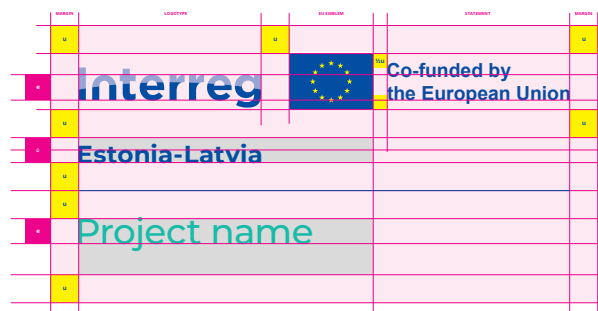 MARGIN LOGOTYPE EU EMBLEM STATEMENT MARGIN
u u u
½u
Interreg Co-funded by
e the European Union
u u
Estonia-Latvia
u
u
e Project name
u